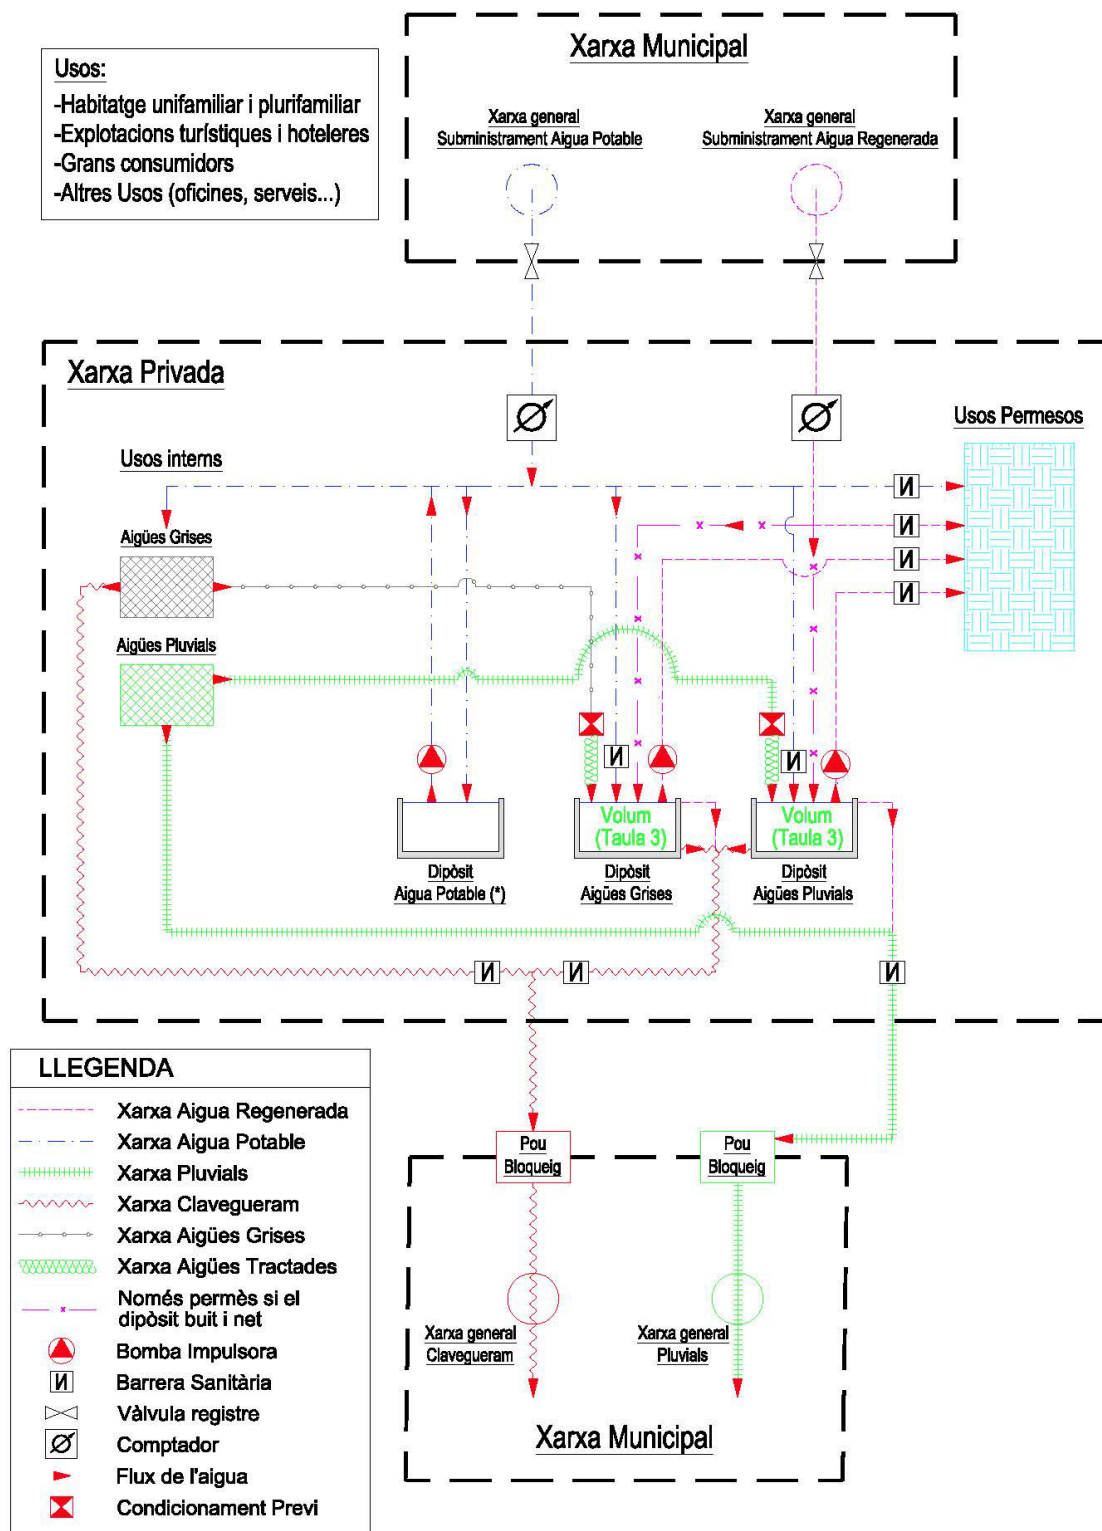 Xarxa Municipal
Usos:
-Habitatge unifamiliar i plurifamiliar
-Explotacions turístiques i hoteleres
-Grans consumidors
-Altres Usos (oficines, serveis...)
Xarxa general
Subministrament Aigua Potable
Xarxa general
Subministrament Aigua Regenerada
Xarxa Privada
Usos Permesos
Usos interns
Aigües Grises
Aigües Pluvials
Volum
(Taula 3)
Volum
(Taula 3)
Dipòsit
Aigua Potable (*)
Dipòsit
Aigües Grises
Dipòsit
Aigües Pluvials
LLEGENDA
Xarxa Aigua Regenerada
Xarxa Aigua Potable
Xarxa Pluvials
Xarxa Clavegueram
Xarxa Aigües Grises
Xarxa Aigües Tractades
Només permès si el
dipòsit buit i net
Bomba Impulsora
Barrera Sanitària
Vàlvula registre
Comptador
Flux de l'aigua
Condicionament Previ
Pou
Bloqueig
Pou
Bloqueig
Xarxa general
Clavegueram
Xarxa general
Pluvials
Xarxa Municipal